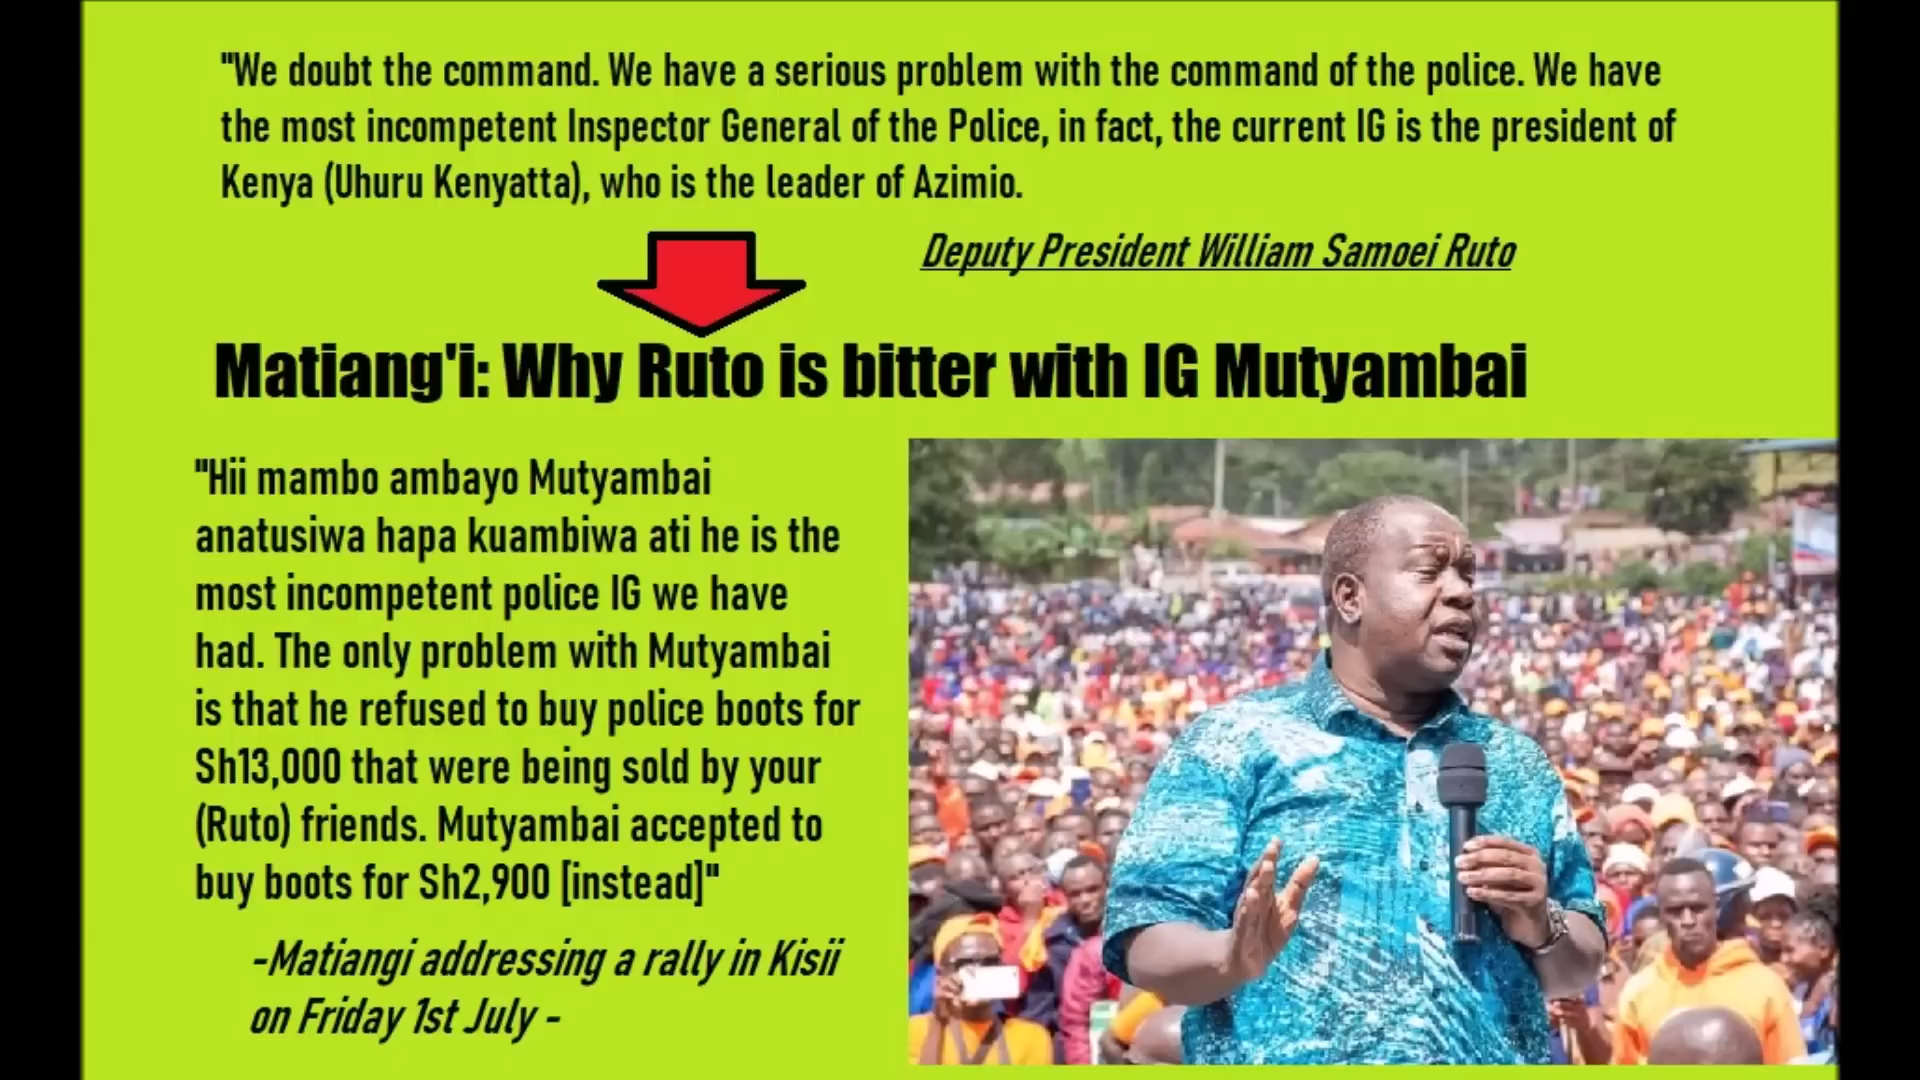 "We doubt the command. We have a serious problem with the command of the police. We have
the most incompetent Inspector General of the Police, in fact, the current IG is the president of
Kenya (Uhuru Kenyatta), who is the leader of Azimio.
Deputy President William Samoei Ruto
Matiang'i: Why Ruto is bitter with IG Mutyambai
"Hii mambo ambayo Mutyambai
anatusiwa hapa kuambiwa ati he is the
most incompetent police IG we have
had. The only problem with Mutyambai
is that he refused to buy police boots for
Sh13,000 that were being sold by your
(Ruto) friends. Mutyambai accepted to
buy boots for Sh2,900 [instead]"
-Matiangi addressing a rally in Kisii
on Friday 1st July -